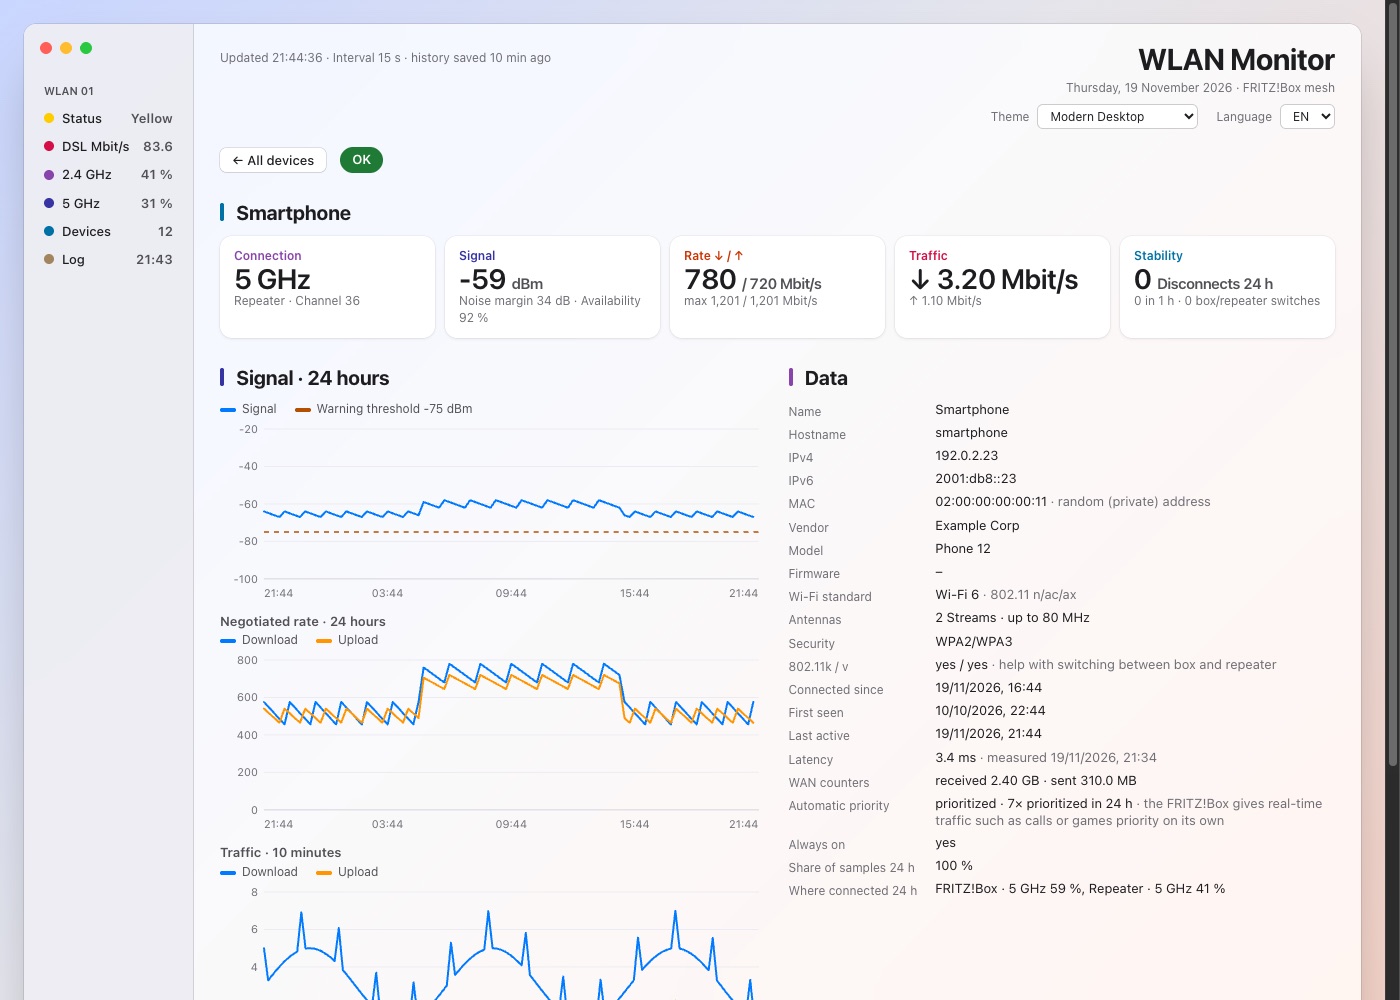 Updated 21:44:36 · Interval 15 s · history saved 10 min ago
WLAN Monitor
Thursday, 19 November 2026 · FRITZ!Box mesh
Theme Modern Desktop Language EN
WLAN 01
Status Yellow
DSL Mbit/s 83.6
2.4 GHz 41 %
5 GHz 31 %
Devices 12
Log 21:43
← All devices OK
Smartphone
Connection
5 GHz
Repeater · Channel 36
Signal
-59 dBm
Noise margin 34 dB · Availability
92 %
Rate ↓ / ↑
780 / 720 Mbit/s
max 1,201 / 1,201 Mbit/s
Traffic
↓ 3.20 Mbit/s
↑ 1.10 Mbit/s
Stability
0 Disconnects 24 h
0 in 1 h · 0 box/repeater switches
Signal · 24 hours
Signal Warning threshold -75 dBm
-20
-40
-60
-80
-100
21:44 03:44 09:44 15:44 21:44
Negotiated rate · 24 hours
Download Upload
800
600
400
200
0
21:44 03:44 09:44 15:44 21:44
Traffic · 10 minutes
Download Upload
8
6
4
Data
Name Smartphone
Hostname smartphone
IPv4 192.0.2.23
IPv6 2001:db8::23
MAC 02:00:00:00:00:11 · random (private) address
Vendor Example Corp
Model Phone 12
Firmware –
Wi-Fi standard Wi-Fi 6 · 802.11 n/ac/ax
Antennas 2 Streams · up to 80 MHz
Security WPA2/WPA3
802.11k / v yes / yes · help with switching between box and repeater
Connected since 19/11/2026, 16:44
First seen 10/10/2026, 22:44
Last active 19/11/2026, 21:44
Latency 3.4 ms · measured 19/11/2026, 21:34
WAN counters received 2.40 GB · sent 310.0 MB
Automatic priority prioritized · 7× prioritized in 24 h · the FRITZ!Box gives real-time
traffic such as calls or games priority on its own
Always on yes
Share of samples 24 h 100 %
Where connected 24 h FRITZ!Box · 5 GHz 59 %, Repeater · 5 GHz 41 %